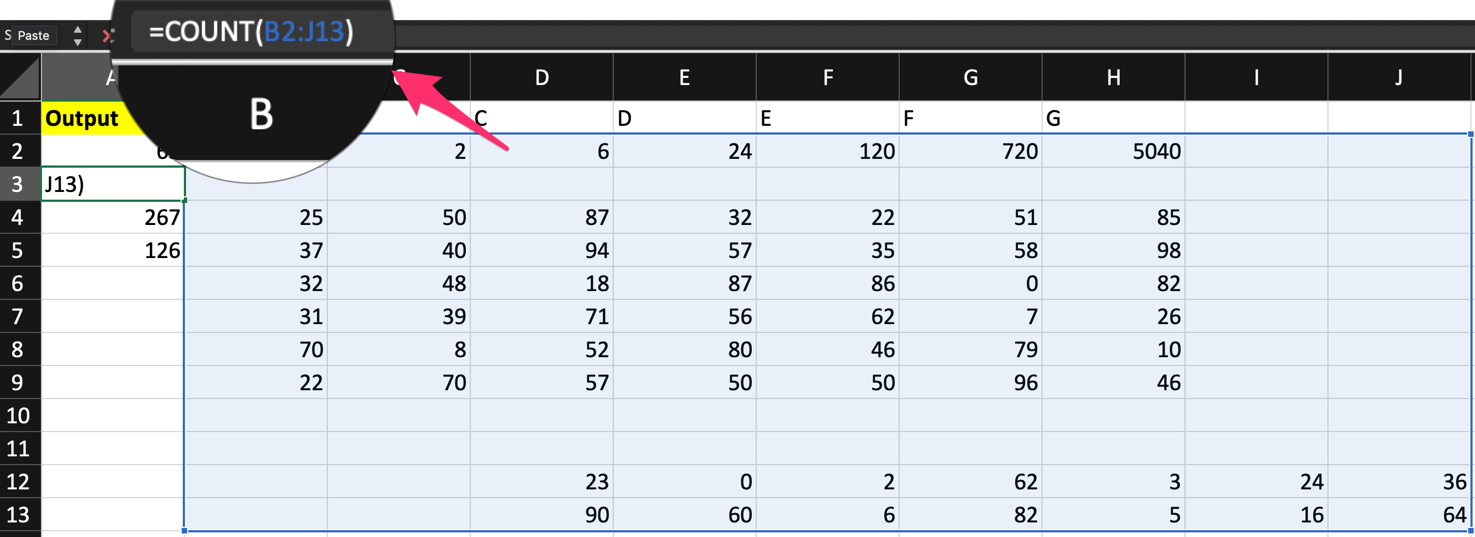 S Paste =COUNT(B2:J13)
B D E F G H I J
1 Output C D E F G
2 2 6 24 120 720 5040
3 J13)
4 267 25 50 87 32 22 51 85
5 126 37 40 94 57 35 58 98
6 32 48 18 87 86 0 82
7 31 39 71 56 62 7 26
8 70 8 52 80 46 79 10
9 22 70 57 50 50 96 46
10
11
12 23 0 2 62 3 24 36
13 90 60 6 82 5 16 64